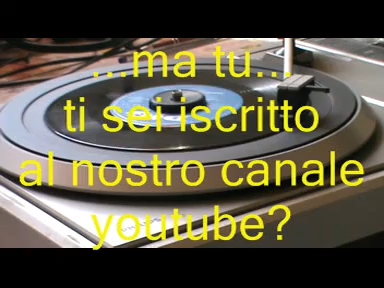 ...ma tu...
ti sei iscritto
al nostro canale
youtube?